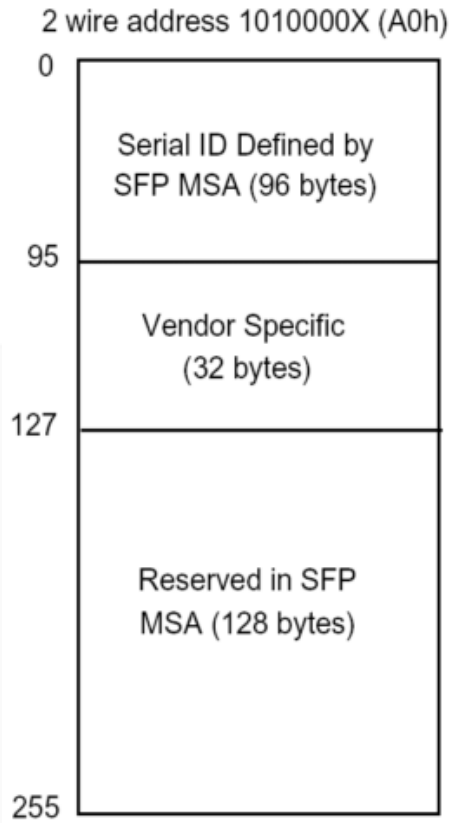 2 wire address 1010000X (A0h)
0
Serial ID Defined by
SFP MSA (96 bytes)
95
Vendor Specific
(32 bytes)
127
Reserved in SFP
MSA (128 bytes)
255